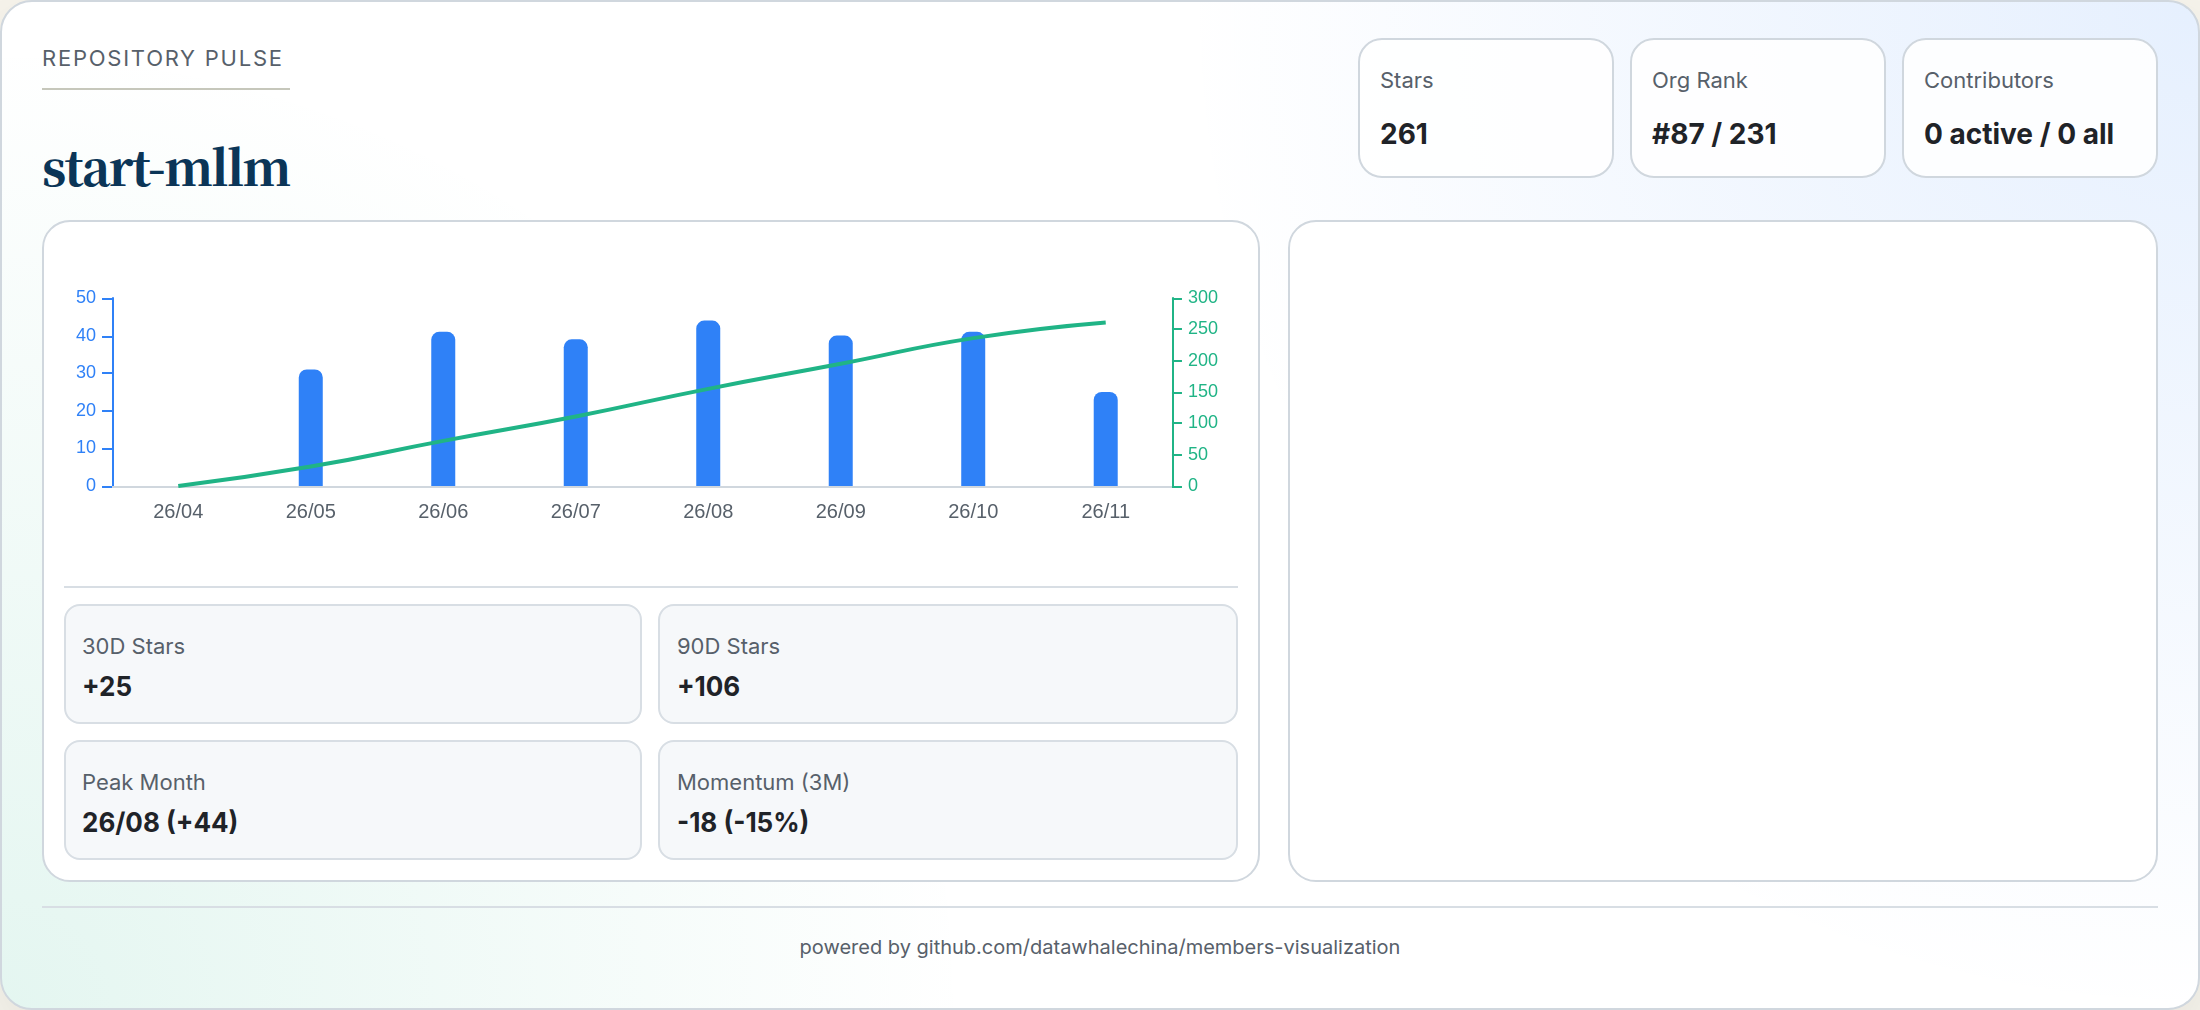 REPOSITORY PULSE
start-mllm
Stars
261
Org Rank
#87 / 231
Contributors
0 active / 0 all
50
40
30
20
10
0
300
250
200
150
100
50
0
26/04 26/05 26/06 26/07 26/08 26/09 26/10 26/11
30D Stars
+25
90D Stars
+106
Peak Month
26/08 (+44)
Momentum (3M)
-18 (-15%)
powered by github.com/datawhalechina/members-visualization